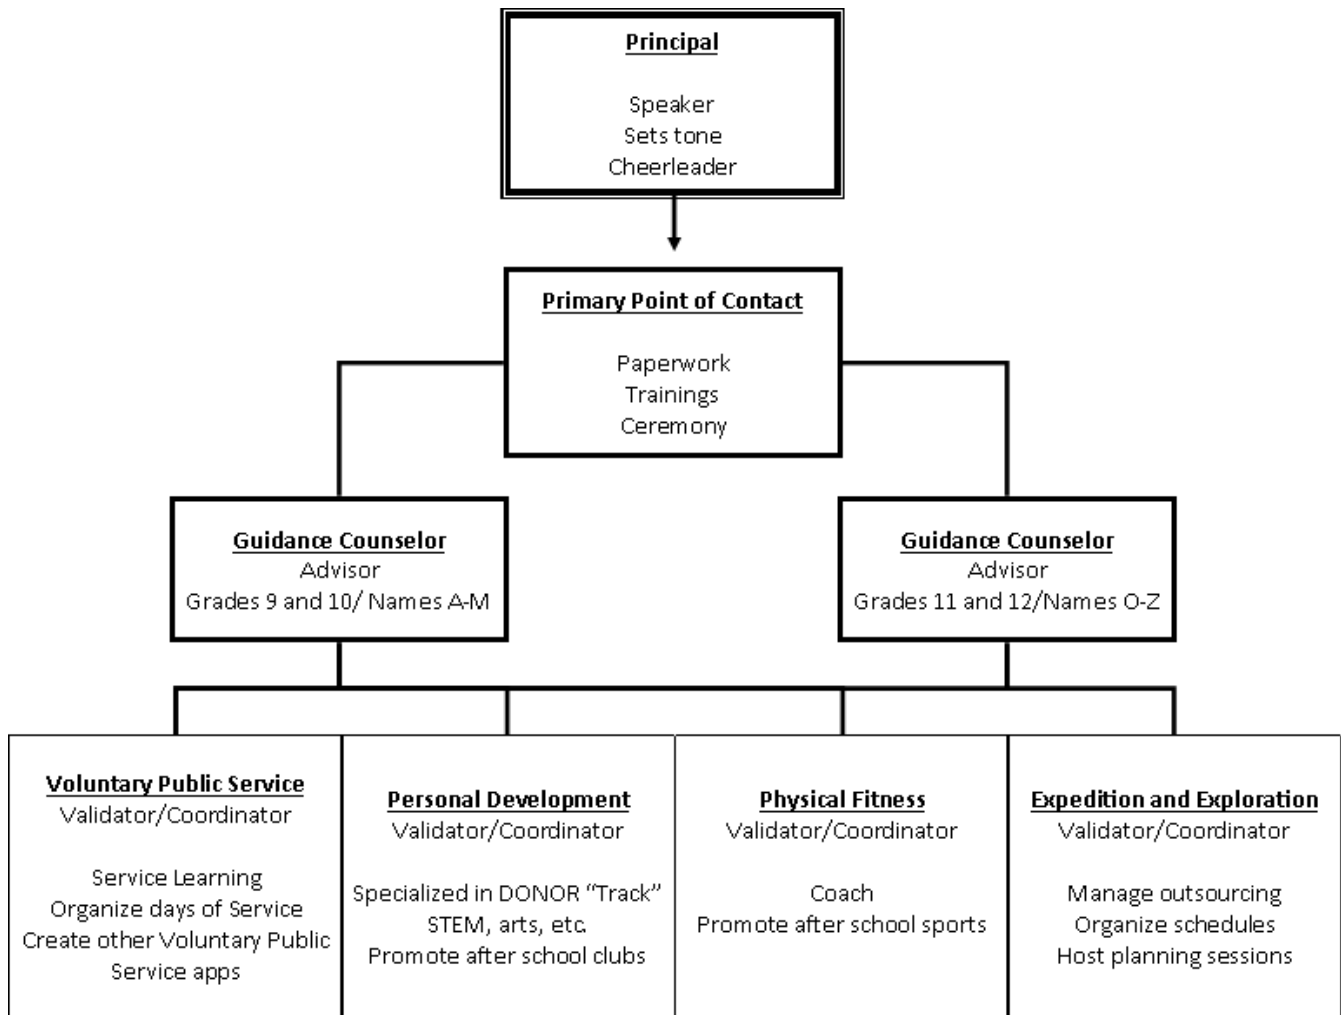 Principal
Speaker
Sets tone
Cheerleader
Primary Point of Contact
Paperwork
Trainings
Ceremony
Guidance Counselor
Advisor
Grades 9 and 10/ Names A-M
Guidance Counselor
Advisor
Grades 11 and 12/Names O-Z
Voluntary Public Service
Validator/Coordinator
Service Learning
Organize days of Service
Create other Voluntary Public
Service apps
Personal Development
Validator/Coordinator
Specialized in DONOR “Track”
STEM, arts, etc.
Promote after school clubs
Physical Fitness
Validator/Coordinator
Coach
Promote after school sports
Expedition and Exploration
Validator/Coordinator
Manage outsourcing
Organize schedules
Host planning sessions